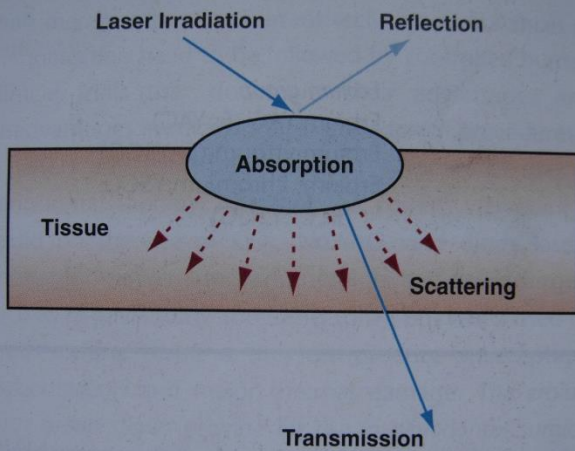 Laser Irradiation
Reflection
Absorption
Tissue
Scattering
Transmission